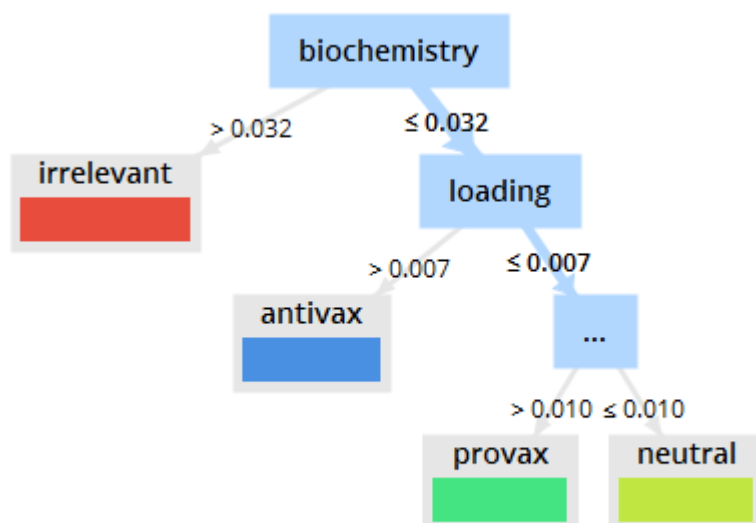 biochemistry
> 0.032
≤ 0.032
irrelevant
loading
> 0.007
≤ 0.007
antivax
...
> 0.010
≤ 0.010
provax
neutral